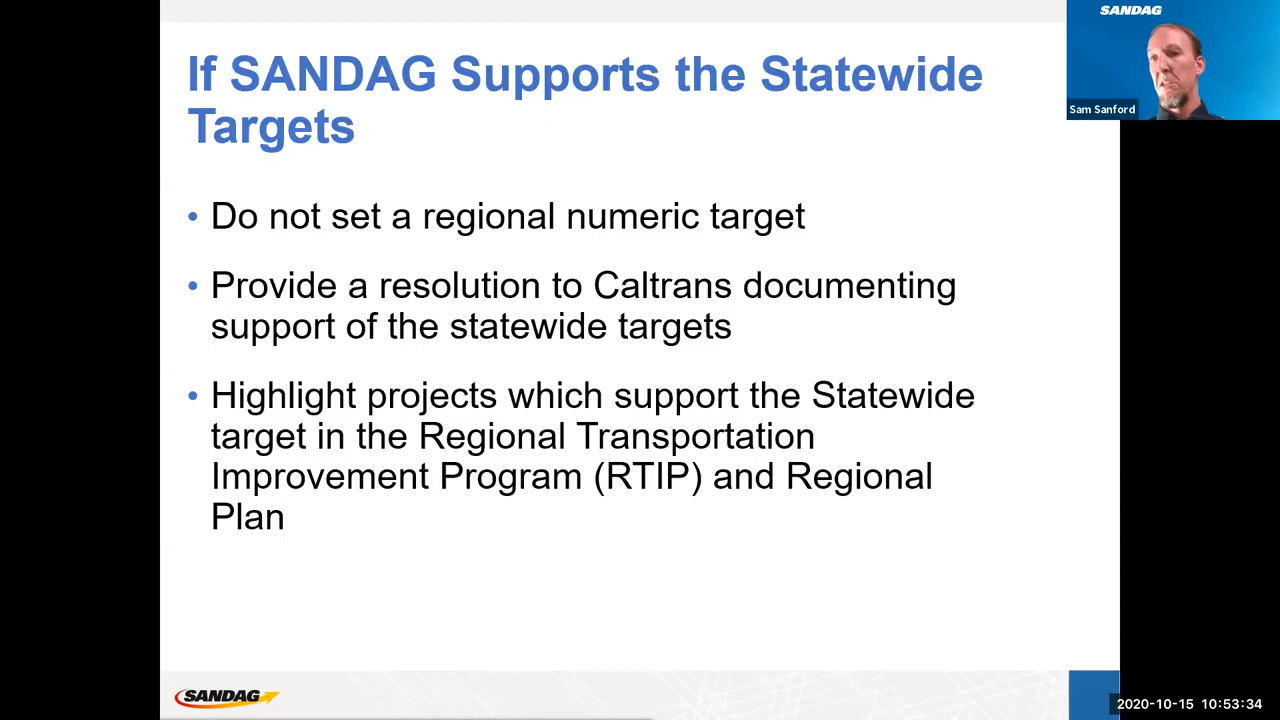 SANDAG
Sam Sanford
If SANDAG Supports the Statewide
Targets
• Do not set a regional numeric target
• Provide a resolution to Caltrans documenting
support of the statewide targets
• Highlight projects which support the Statewide
target in the Regional Transportation
Improvement Program (RTIP) and Regional
Plan
SANDAG
2020-10-15 10:53:34